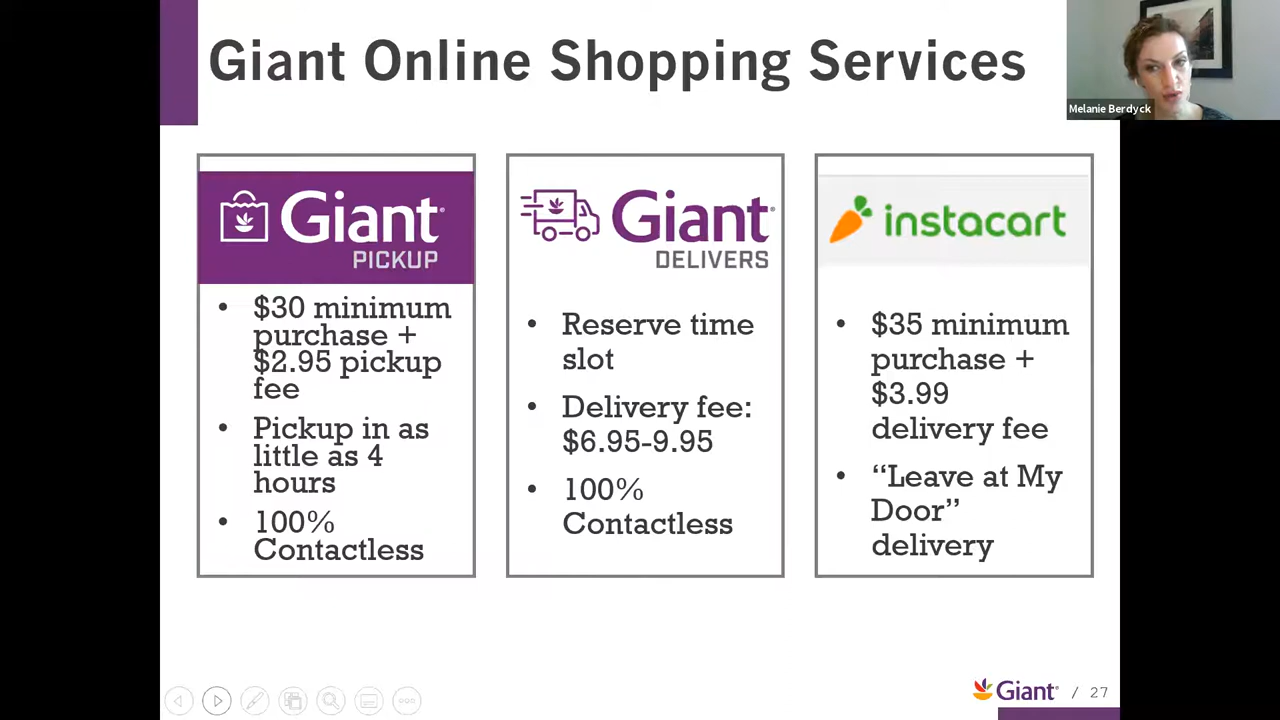 Giant Online Shopping Services
Melanie Berdyck
Giant
PICKUP
• $30 minimum
purchase +
$2.95 pickup
fee
• Pickup in as
little as 4
hours
• 100%
Contactless
Giant
DELIVERS
• Reserve time
slot
• Delivery fee:
$6.95-9.95
• 100%
Contactless
instacart
• $35 minimum
purchase +
$3.99
delivery fee
• “Leave at My
Door”
delivery
Giant / 27